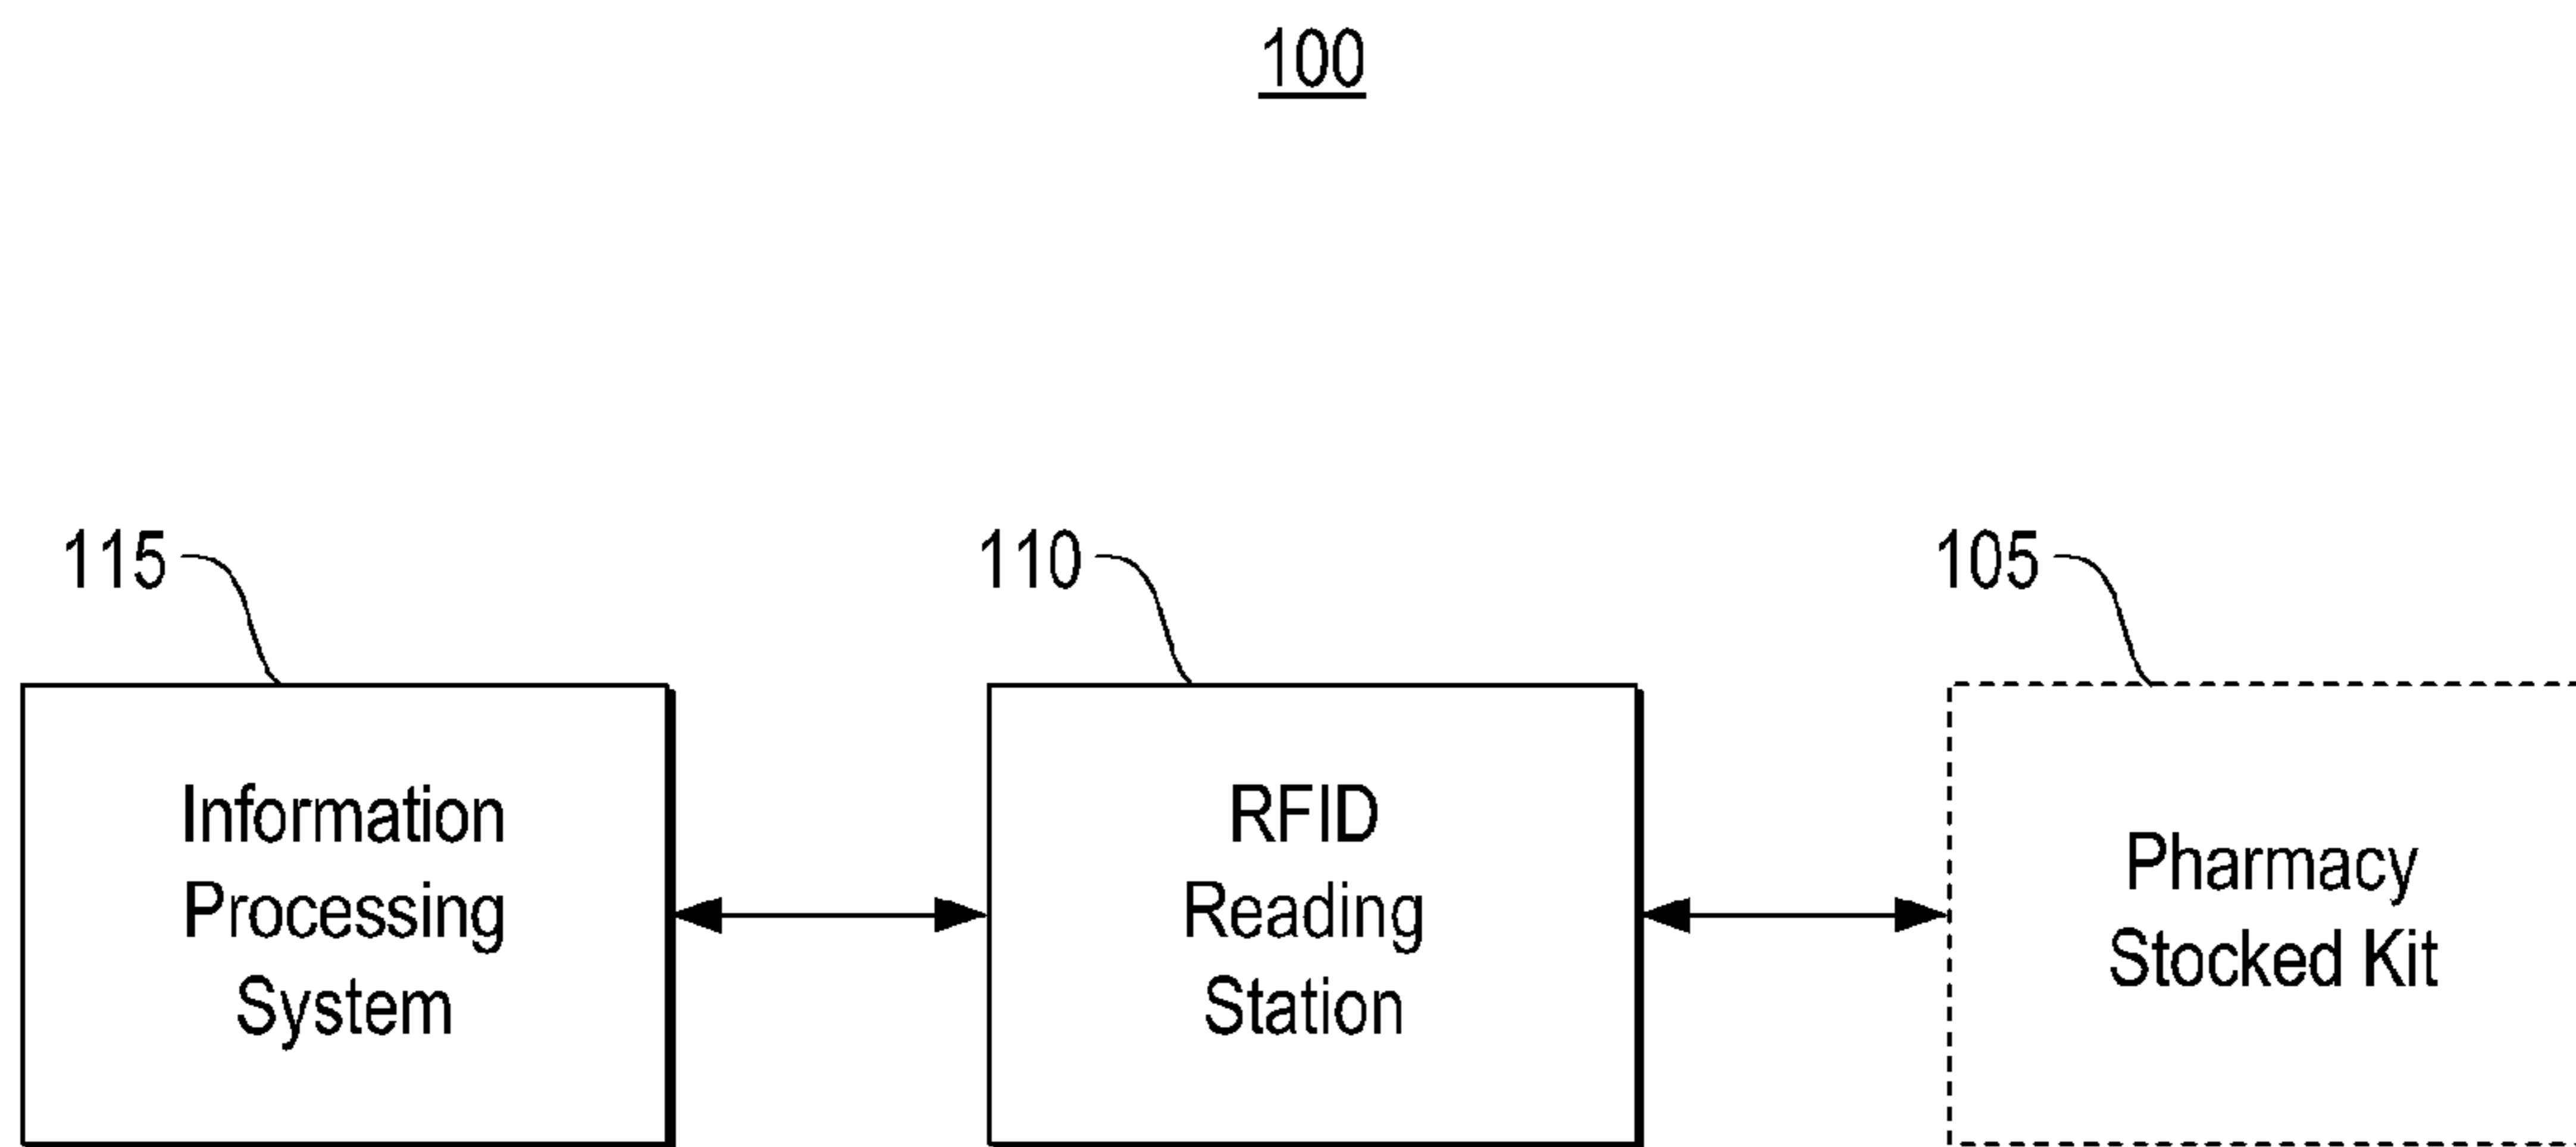 100
115
110
105
Information
Processing
System
RFID
Reading
Station
Pharmacy
Stocked Kit